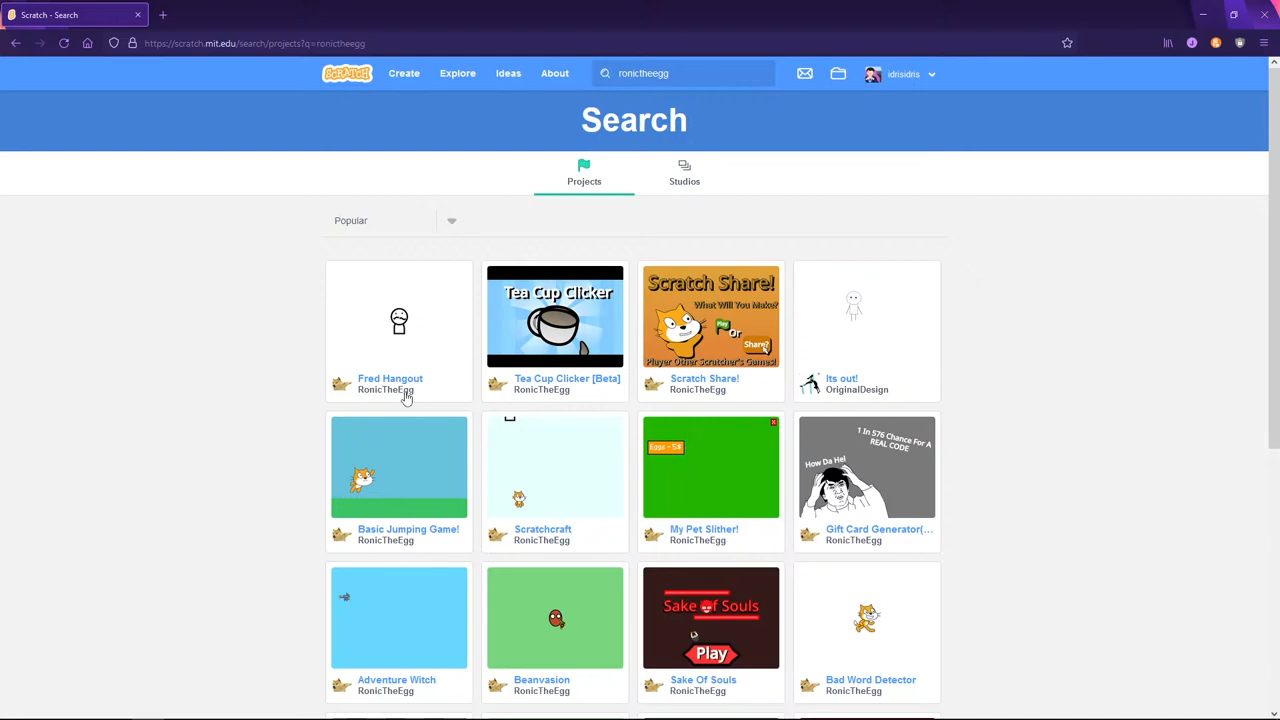 Scratch - Search
https://scratch.mit.edu/search/projects?q=ronictheegg
SCRATCH
Create
Explore
Ideas
About
ronictheegg
idrisidris
Search
Projects
Studios
Popular
Fred Hangout
RonicTheEgg
Tea Cup Clicker
Tea Cup Clicker [Beta]
RonicTheEgg
Scratch Share!
What Will You Make?
Play
Or
Share?
Player Other Scratcher's Games!
Scratch Share!
RonicTheEgg
Its out!
OriginalDesign
Basic Jumping Game!
RonicTheEgg
Scratchcraft
RonicTheEgg
My Pet Slither!
RonicTheEgg
1 In 576 Chance For A
REAL CODE
How Da Hel
Gift Card Generator(...
RonicTheEgg
Adventure Witch
RonicTheEgg
Beanvasion
RonicTheEgg
Sake Of Souls
Play
Sake Of Souls
RonicTheEgg
Bad Word Detector
RonicTheEgg